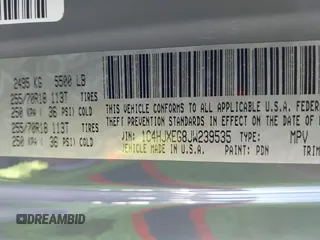 2495 KG 5500 LB
255/70R18 113T TIRES
250 KPA ( 36 PSI) COLD
255/70R18 113T TIRES
250 KPA ( 36 PSI) COLD
THIS VEHICLE CONFORMS TO ALL APPLICABLE U.S.A. FEDERAL
THEFT PREVENTION STANDARDS IN EFFECT ON THE DATE OF
VIN: 1C4HJXEG8JW239535 TYPE: MPV
VEHICLE MADE IN U.S.A. PAINT: PDN TRIM
DREAMBID